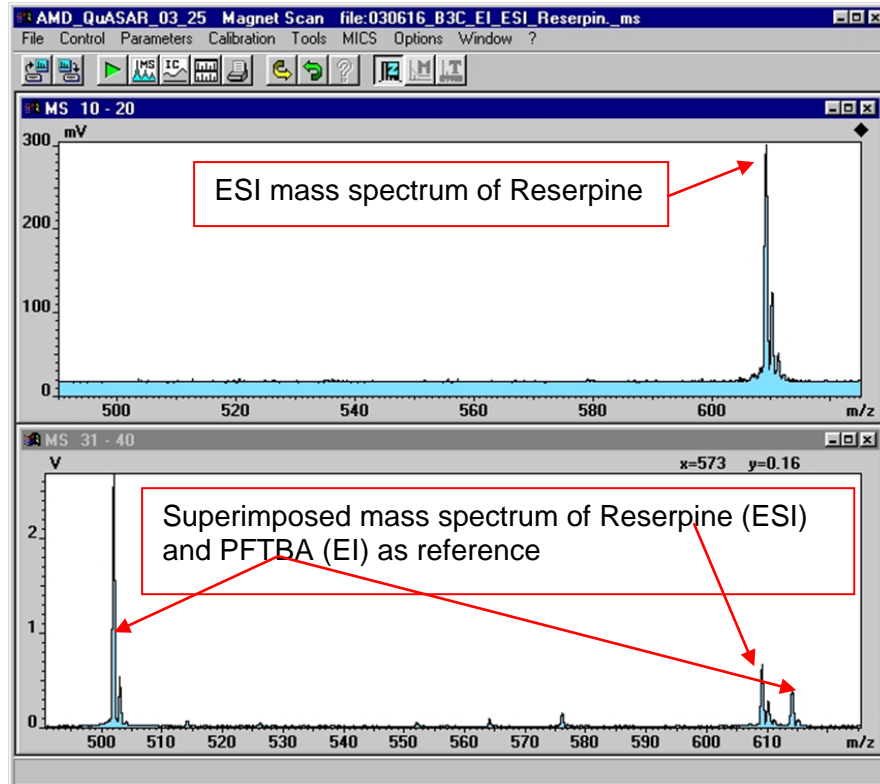 AMD_QuASAR_03_25 Magnet Scan file:030616_B3C_EI_ESI_Reserpin._ms
File Control Parameters Calibration Tools MICS Options Window ?
MS 10 - 20
mV
300
ESI mass spectrum of Reserpine
200
100
0
500 520 540 560 580 600 m/z
MS 31 - 40
V
x=573 y=0.16
Superimposed mass spectrum of Reserpine (ESI)
and PFTBA (EI) as reference
2
1
0
500 510 520 530 540 550 560 570 580 590 600 610 m/z